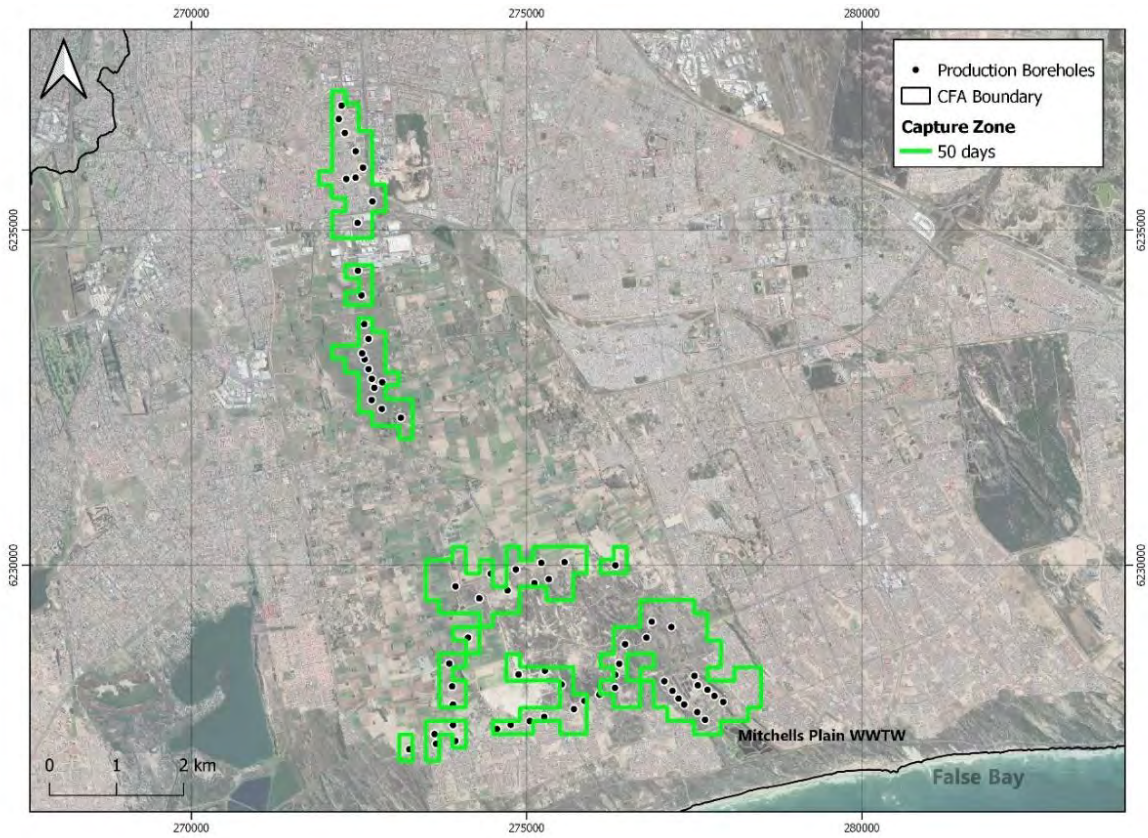 270000
275000
280000
Production Boreholes
CFA Boundary
Capture Zone
50 days
6235000
6235000
6230000
6230000
Mitchells Plain WWTW
False Bay
0 1 2 km
270000
275000
280000